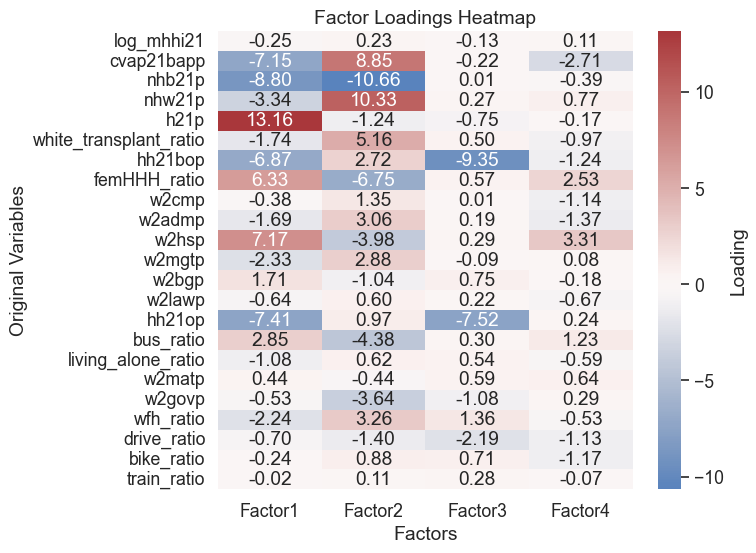 Factor Loadings Heatmap
log_mhhi21 -0.25 0.23 -0.13 0.11
cvap21bapp -7.15 8.85 -0.22 -2.71
nhb21p -8.80 -10.66 0.01 -0.39
nhw21p -3.34 10.33 0.27 0.77
h21p 13.16 -1.24 -0.75 -0.17
white_transplant_ratio -1.74 5.16 0.50 -0.97
hh21bop -6.87 2.72 -9.35 -1.24
femHHH_ratio 6.33 -6.75 0.57 2.53
w2cmp -0.38 1.35 0.01 -1.14
w2admp -1.69 3.06 0.19 -1.37
w2hsp 7.17 -3.98 0.29 3.31
w2mgtp -2.33 2.88 -0.09 0.08
w2bgp 1.71 -1.04 0.75 -0.18
w2lawp -0.64 0.60 0.22 -0.67
hh21op -7.41 0.97 -7.52 0.24
bus_ratio 2.85 -4.38 0.30 1.23
living_alone_ratio -1.08 0.62 0.54 -0.59
w2matp 0.44 -0.44 0.59 0.64
w2govp -0.53 -3.64 -1.08 0.29
wfh_ratio -2.24 3.26 1.36 -0.53
drive_ratio -0.70 -1.40 -2.19 -1.13
bike_ratio -0.24 0.88 0.71 -1.17
train_ratio -0.02 0.11 0.28 -0.07
Factor1 Factor2 Factor3 Factor4
Factors
Original Variables
10
5
0
−5
−10
Loading